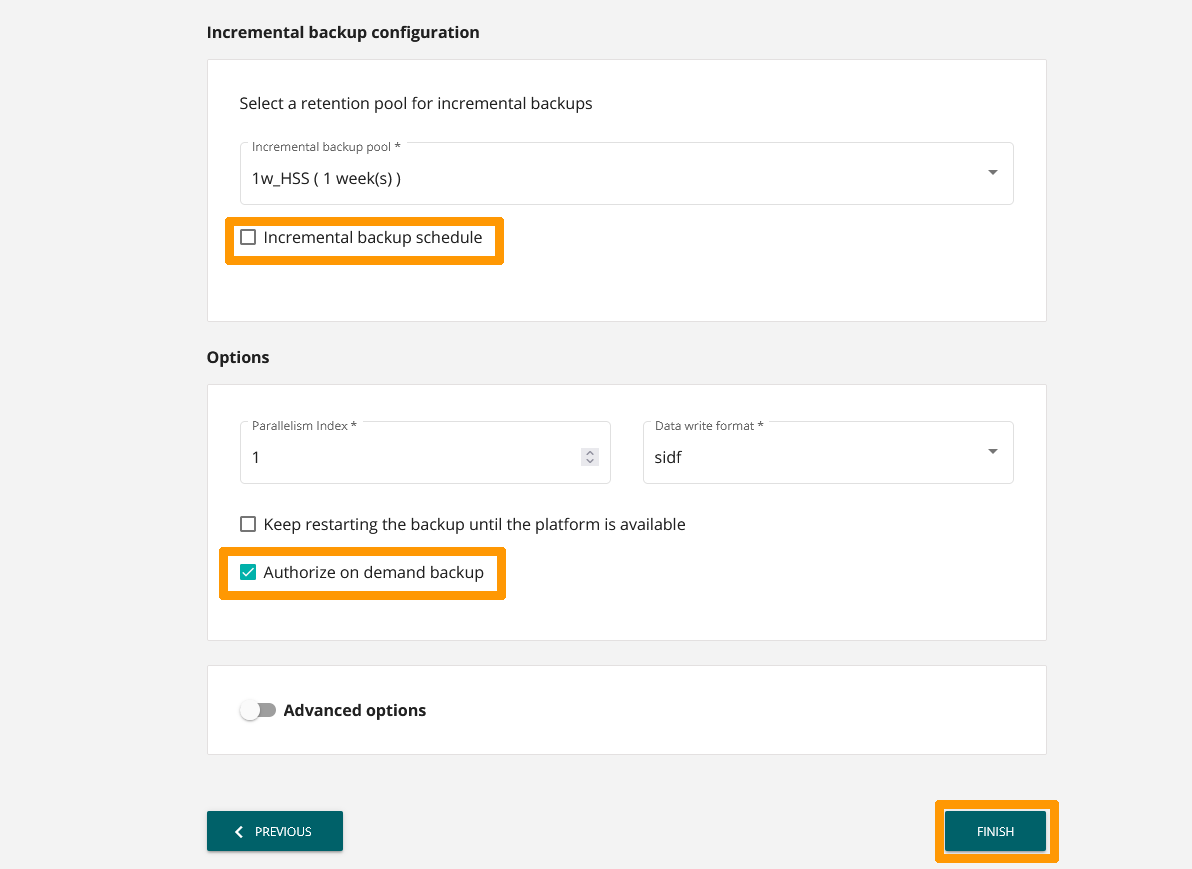 Incremental backup configuration
Select a retention pool for incremental backups
Incremental backup pool *
1w_HSS ( 1 week(s) )
Incremental backup schedule
Options
Parallelism Index *
Data write format *
1
sidf
Keep restarting the backup until the platform is available
Authorize on demand backup
Advanced options
PREVIOUS
FINISH